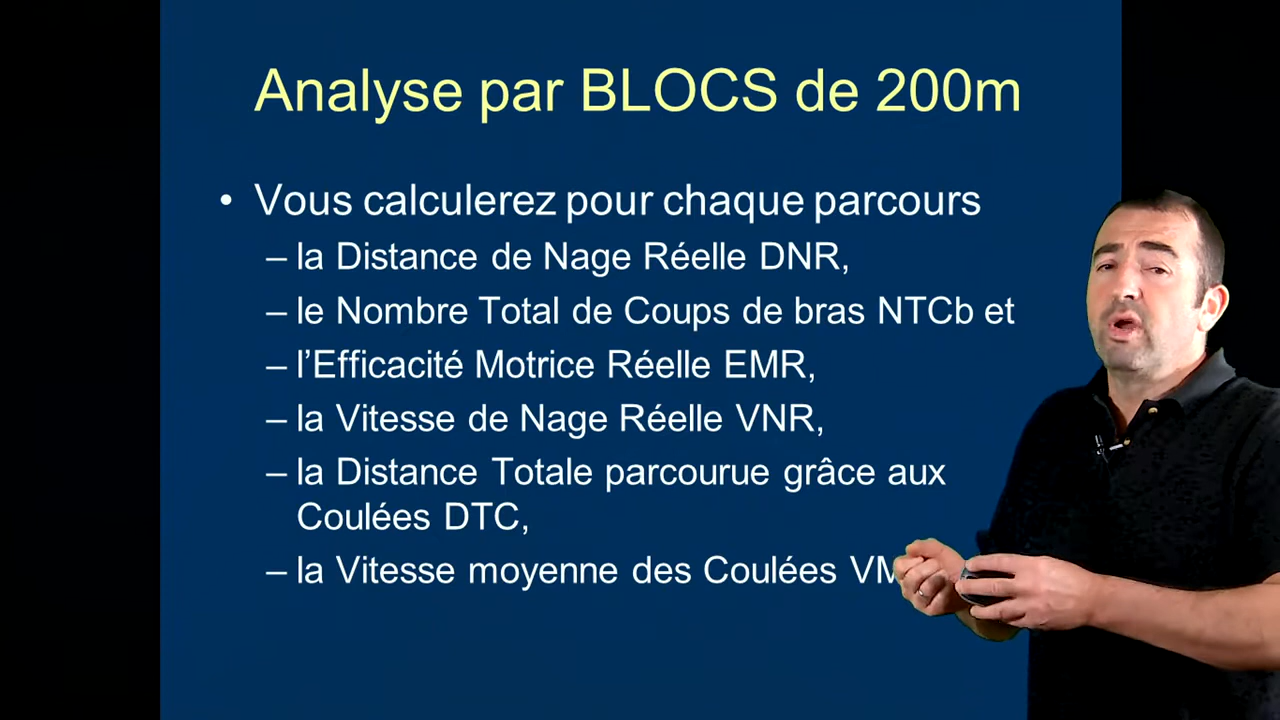 Analyse par BLOCS de 200m
• Vous calculerez pour chaque parcours
– la Distance de Nage Réelle DNR,
– le Nombre Total de Coups de bras NTCb et
– l’Efficacité Motrice Réelle EMR,
– la Vitesse de Nage Réelle VNR,
– la Distance Totale parcourue grâce aux
Coulées DTC,
– la Vitesse moyenne des Coulées